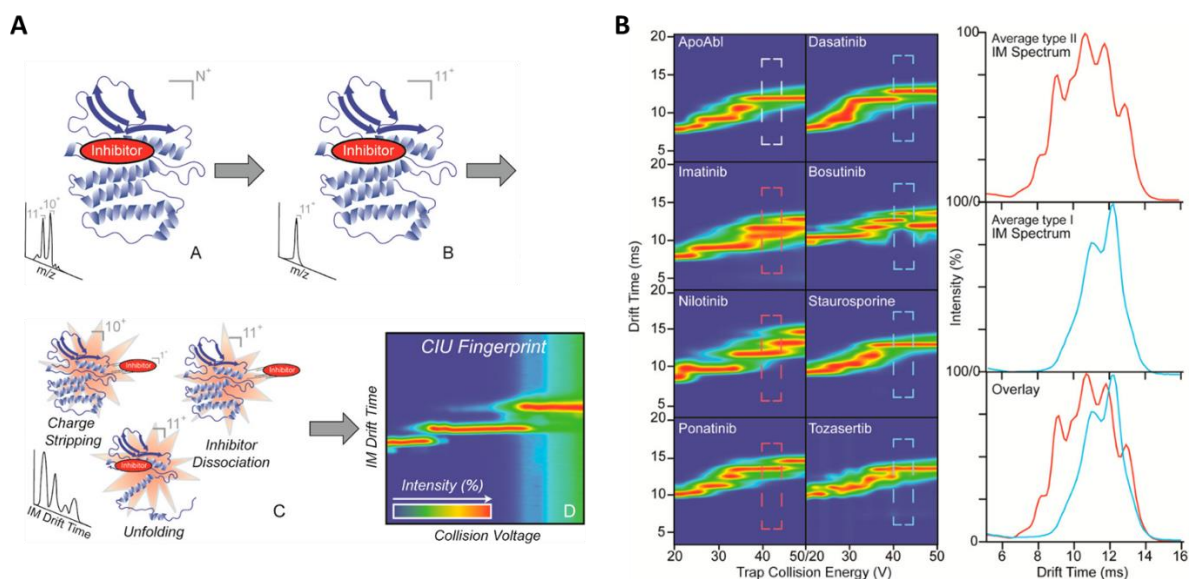 A
N⁺
Inhibitor
11⁺
10⁺
m/z
A
11⁺
Inhibitor
11⁺
m/z
B
10⁺
Inhibitor
1⁻
Charge
Stripping
11⁺
Inhibitor
Inhibitor
Dissociation
11⁺
Inhibitor
Unfolding
IM Drift Time
C
CIU Fingerprint
IM Drift Time
Intensity (%)
D
Collision Voltage
B
Drift Time (ms)
20
15
10
5
ApoAbl
Dasatinib
20
15
10
5
Imatinib
Bosutinib
20
15
10
5
Nilotinib
Staurosporine
20
15
10
5
Ponatinib
Tozasertib
20 30 40 50/20 30 40 50
Trap Collision Energy (V)
Intensity (%)
100
Average type II
IM Spectrum
100/0
Average type I
IM Spectrum
100/0
Overlay
0
8 10 12 14 16
Drift Time (ms)